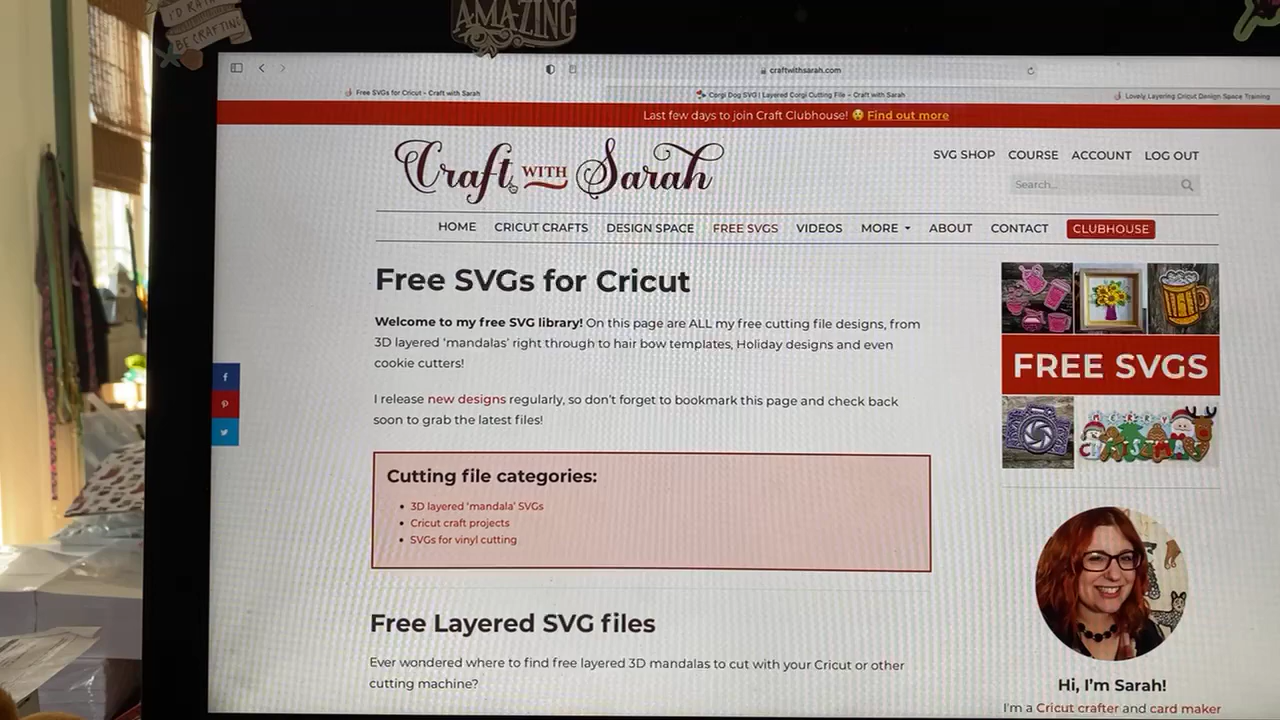 I'D RATHER
BE CRAFTING
AMAZING
craftwithsarah.com
Free SVGs for Cricut - Craft with Sarah
Corgi Dog SVG | Layered Corgi Cutting File - Craft with Sarah
Lovely Layering Cricut Design Space Training
Last few days to join Craft Clubhouse! 😲 Find out more
Craft WITH Sarah
SVG SHOP COURSE ACCOUNT LOG OUT
Search...
HOME CRICUT CRAFTS DESIGN SPACE FREE SVGS VIDEOS MORE ABOUT CONTACT CLUBHOUSE
Free SVGs for Cricut
Welcome to my free SVG library! On this page are ALL my free cutting file designs, from
3D layered ‘mandalas’ right through to hair bow templates, Holiday designs and even
cookie cutters!
I release new designs regularly, so don’t forget to bookmark this page and check back
soon to grab the latest files!
Cutting file categories:
• 3D layered ‘mandala’ SVGs
• Cricut craft projects
• SVGs for vinyl cutting
Free Layered SVG files
Ever wondered where to find free layered 3D mandalas to cut with your Cricut or other
cutting machine?
FREE SVGS
MERRY
CHRISTMAS
Hi, I’m Sarah!
I'm a Cricut crafter and card maker